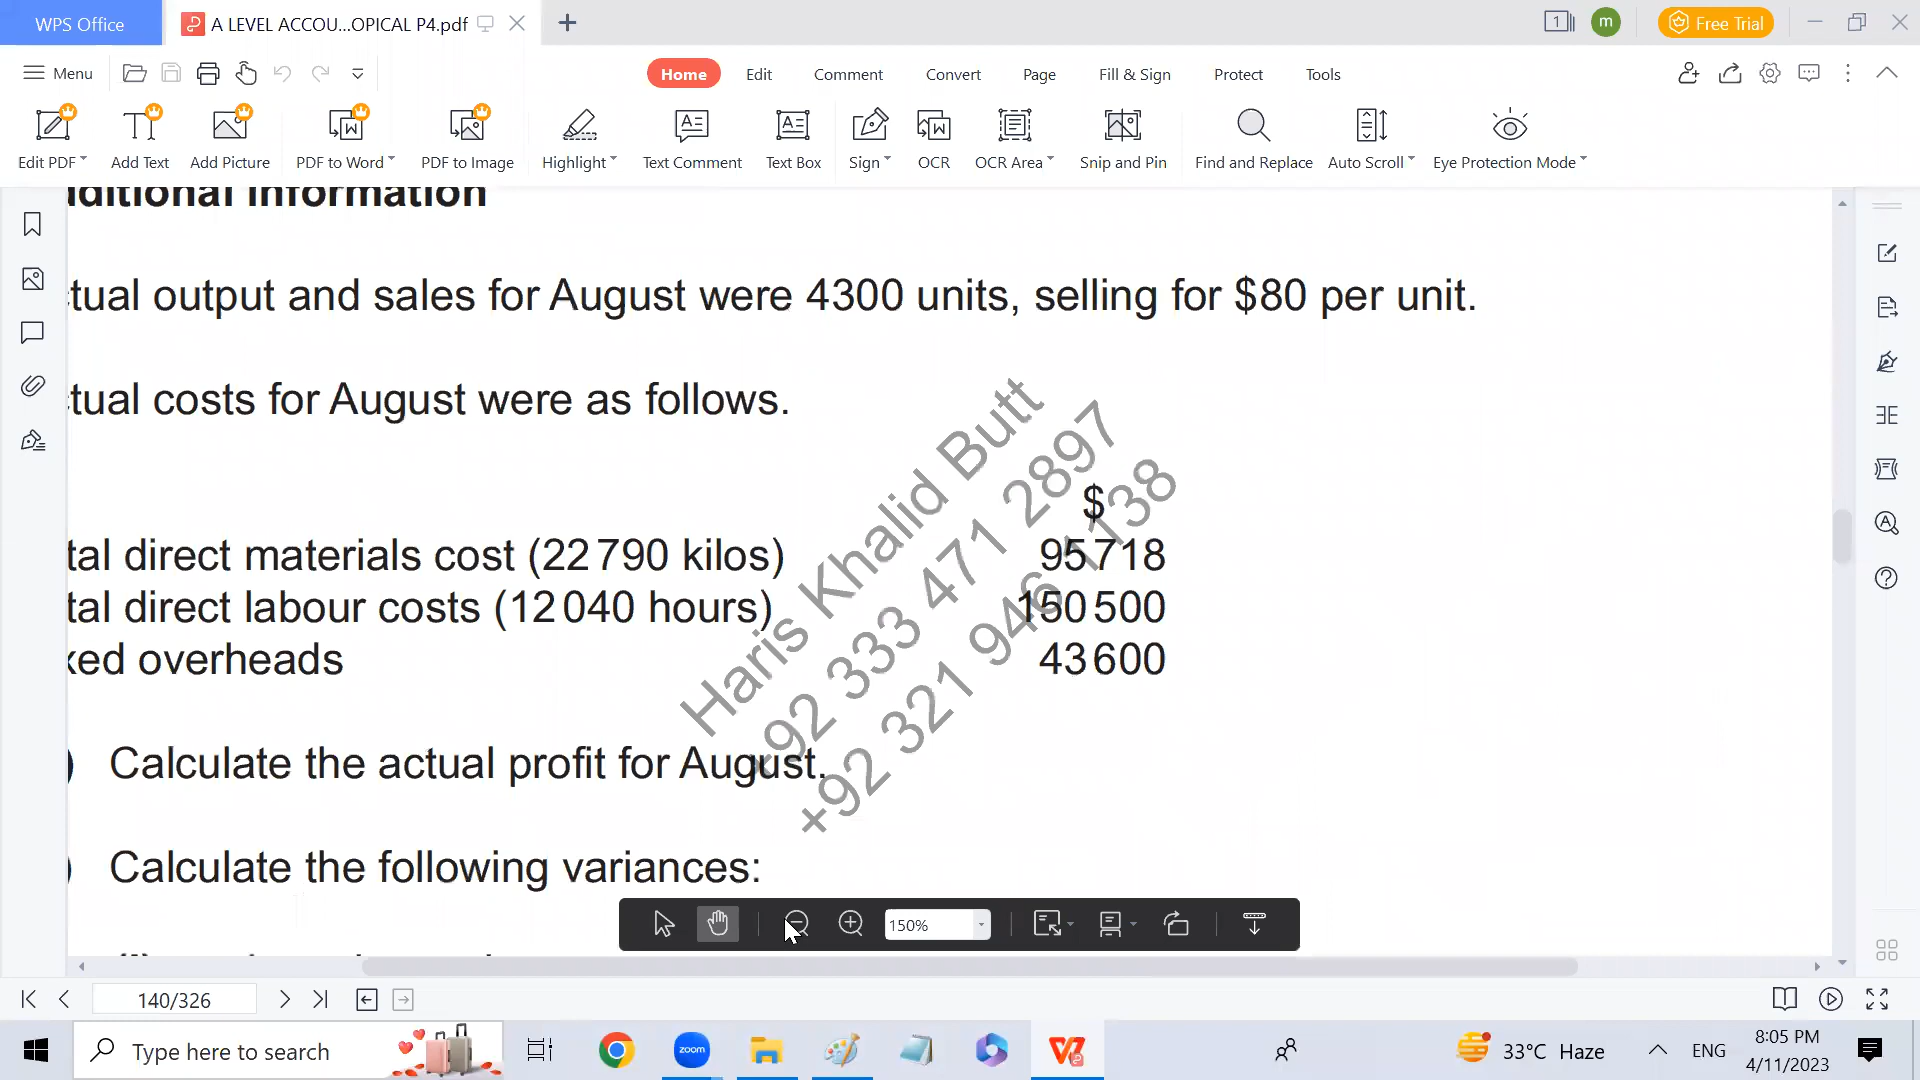 WPS Office
A LEVEL ACCOU...OPICAL P4.pdf
1
m
Free Trial
Menu
Home
Edit
Comment
Convert
Page
Fill & Sign
Protect
Tools
Edit PDF
Add Text
Add Picture
PDF to Word
PDF to Image
Highlight
Text Comment
Text Box
Sign
OCR
OCR Area
Snip and Pin
Find and Replace
Auto Scroll
Eye Protection Mode
ditional information
tual output and sales for August were 4300 units, selling for $80 per unit.
tual costs for August were as follows.
$
tal direct materials cost (22 790 kilos) 95 718
tal direct labour costs (12 040 hours) 150 500
xed overheads 43 600
) Calculate the actual profit for August.
) Calculate the following variances:
Haris Khalid Butt
+92 333 471 2897
+92 321 946 1138
150%
140/326
Type here to search
zoom
33°C Haze
ENG
8:05 PM
4/11/2023